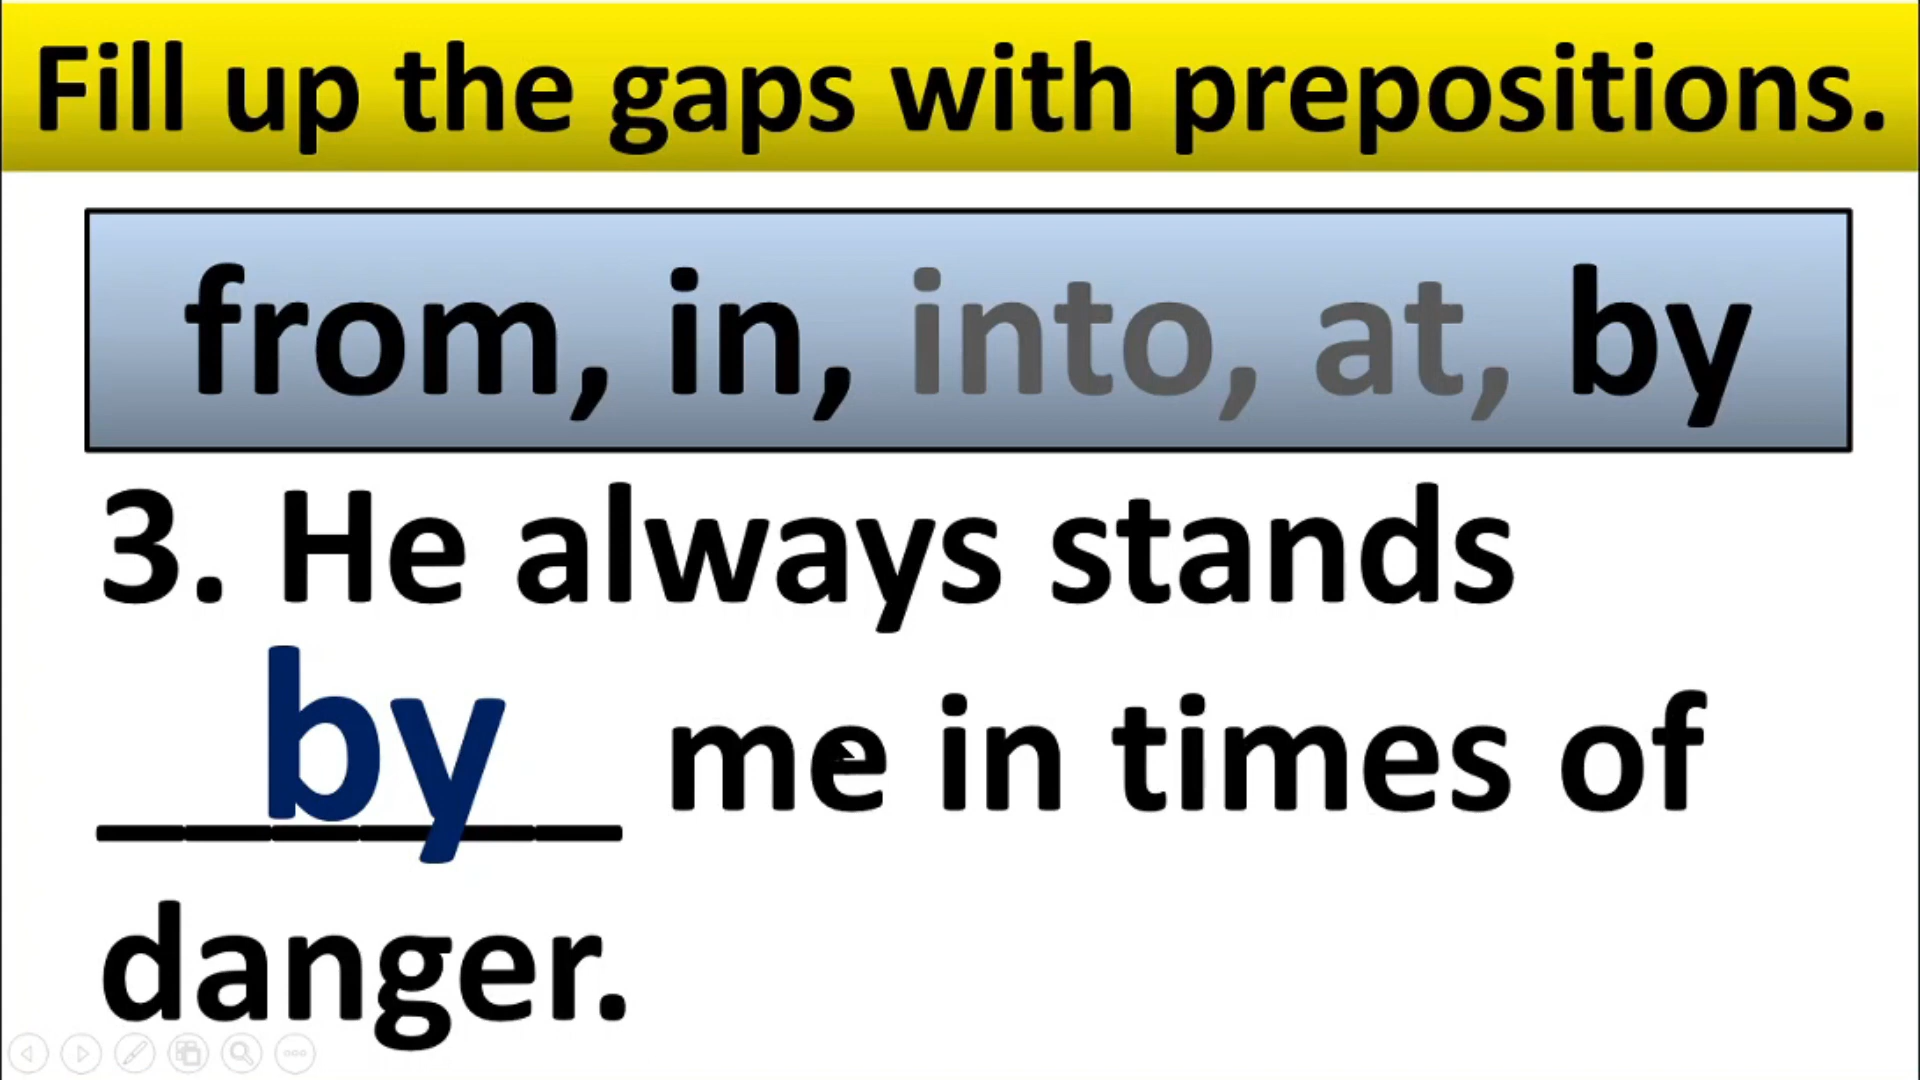 Fill up the gaps with prepositions.
from, in, into, at, by
3. He always stands
by me in times of
danger.